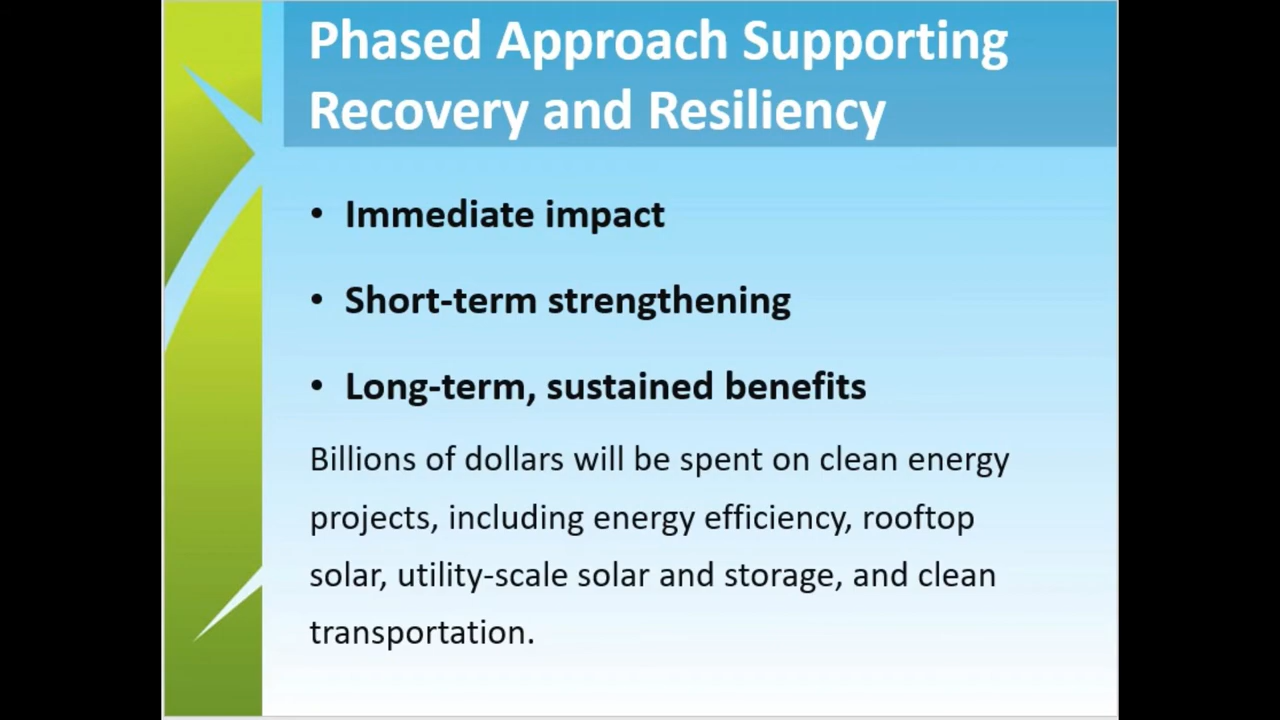 Phased Approach Supporting
Recovery and Resiliency
• Immediate impact
• Short-term strengthening
• Long-term, sustained benefits
Billions of dollars will be spent on clean energy
projects, including energy efficiency, rooftop
solar, utility-scale solar and storage, and clean
transportation.